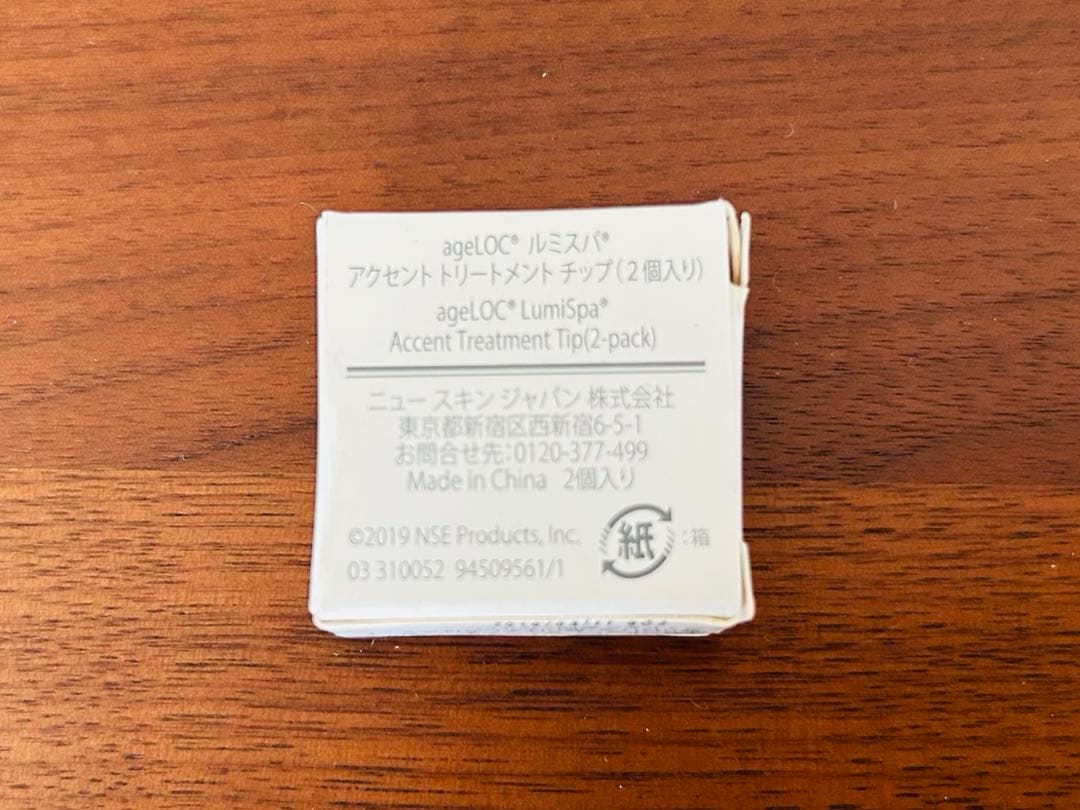 ageLOC® ルミスパ®
アクセント トリートメント チップ(2個入り)
ageLOC® LumiSpa®
Accent Treatment Tip(2-pack)
ニュー スキン ジャパン 株式会社
東京都新宿区西新宿6-5-1
お問合せ先:0120-377-499
Made in China 2個入り
©2019 NSE Products, Inc.
紙 :箱
03 310052 94509561/1